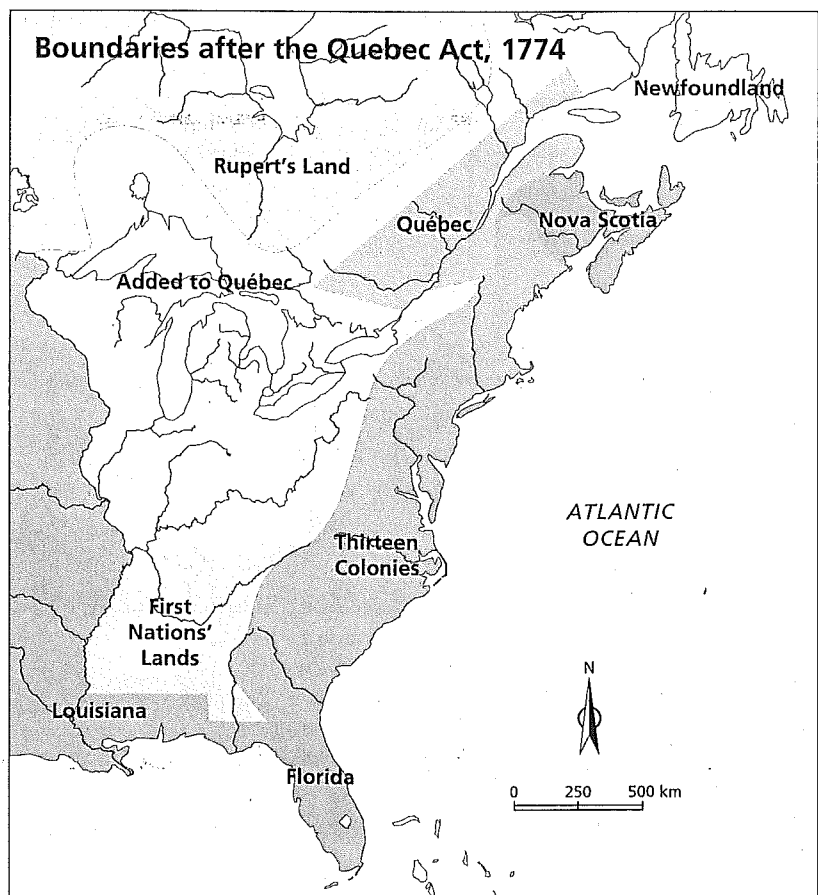 Boundaries after the Quebec Act, 1774
Newfoundland
Rupert's Land
Québec
Nova Scotia
Added to Québec
ATLANTIC
OCEAN
Thirteen
Colonies
First
Nations'
Lands
N
Louisiana
Florida
0 250 500 km